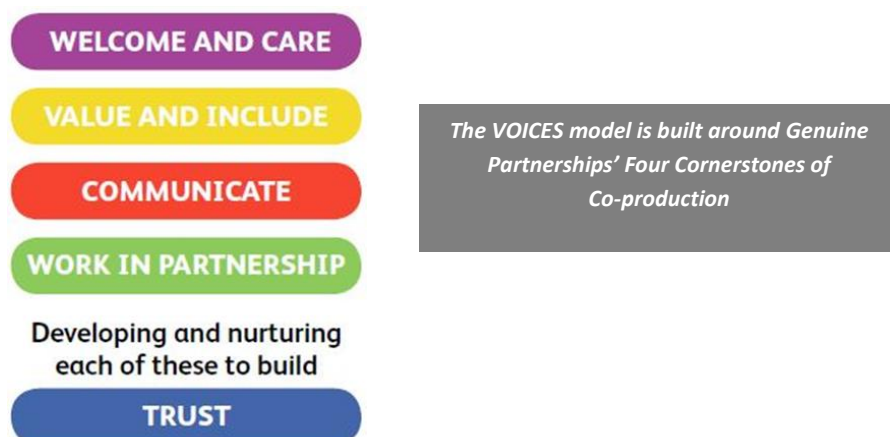 WELCOME AND CARE
VALUE AND INCLUDE
COMMUNICATE
WORK IN PARTNERSHIP
Developing and nurturing
each of these to build
TRUST
The VOICES model is built around Genuine
Partnerships’ Four Cornerstones of
Co-production